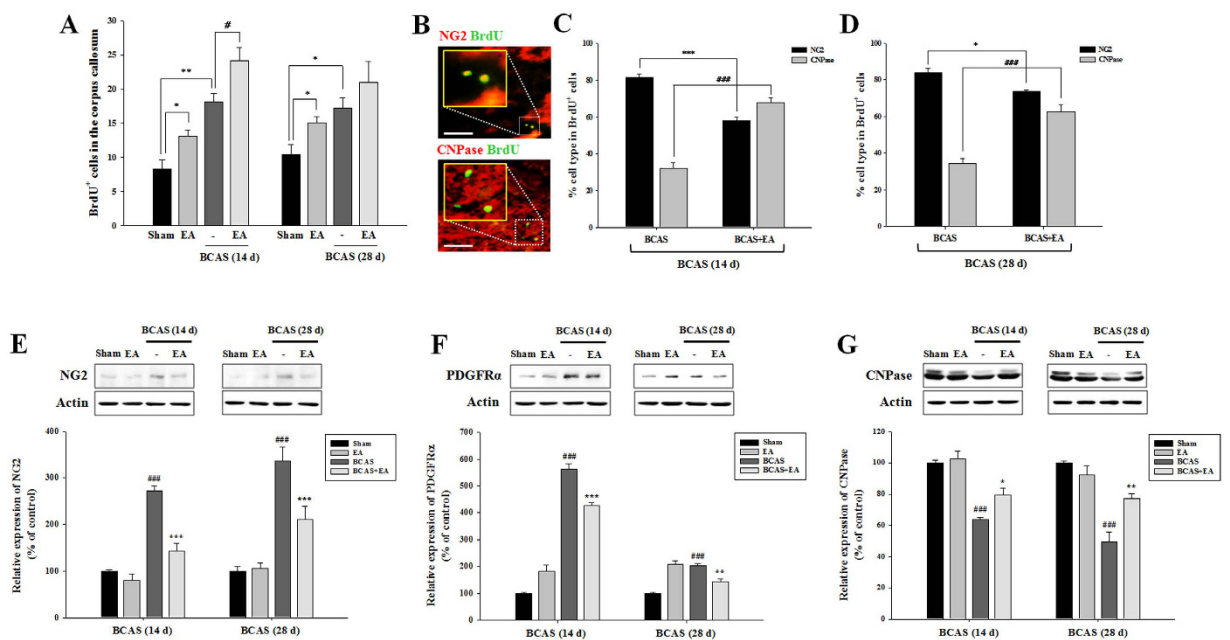 A
BrdU+ cells in the corpus callosum
30
25
20
15
10
5
0
*
**
#
*
*
Sham EA - EA Sham EA - EA
BCAS (14 d) BCAS (28 d)
B
NG2 BrdU
CNPase BrdU
C
% cell type in BrdU+ cells
100
80
60
40
20
0
***
###
NG2
CNPase
BCAS BCAS+EA
BCAS (14 d)
D
% cell type in BrdU+ cells
100
80
60
40
20
0
*
###
NG2
CNPase
BCAS BCAS+EA
BCAS (28 d)
E
BCAS (14 d) BCAS (28 d)
Sham EA - EA Sham EA - EA
NG2
Actin
Relative expression of NG2
(% of control)
400
300
200
100
0
###
***
###
***
Sham
EA
BCAS
BCAS+EA
BCAS (14 d) BCAS (28 d)
F
BCAS (14 d) BCAS (28 d)
Sham EA - EA Sham EA - EA
PDGFRα
Actin
Relative expression of PDGFRα
(% of control)
700
600
500
400
300
200
100
0
###
***
###
**
Sham
EA
BCAS
BCAS+EA
BCAS (14 d) BCAS (28 d)
G
BCAS (14 d) BCAS (28 d)
Sham EA - EA Sham EA - EA
CNPase
Actin
Relative expression of CNPase
(% of control)
120
100
80
60
40
20
0
###
*
###
**
Sham
EA
BCAS
BCAS+EA
BCAS (14 d) BCAS (28 d)